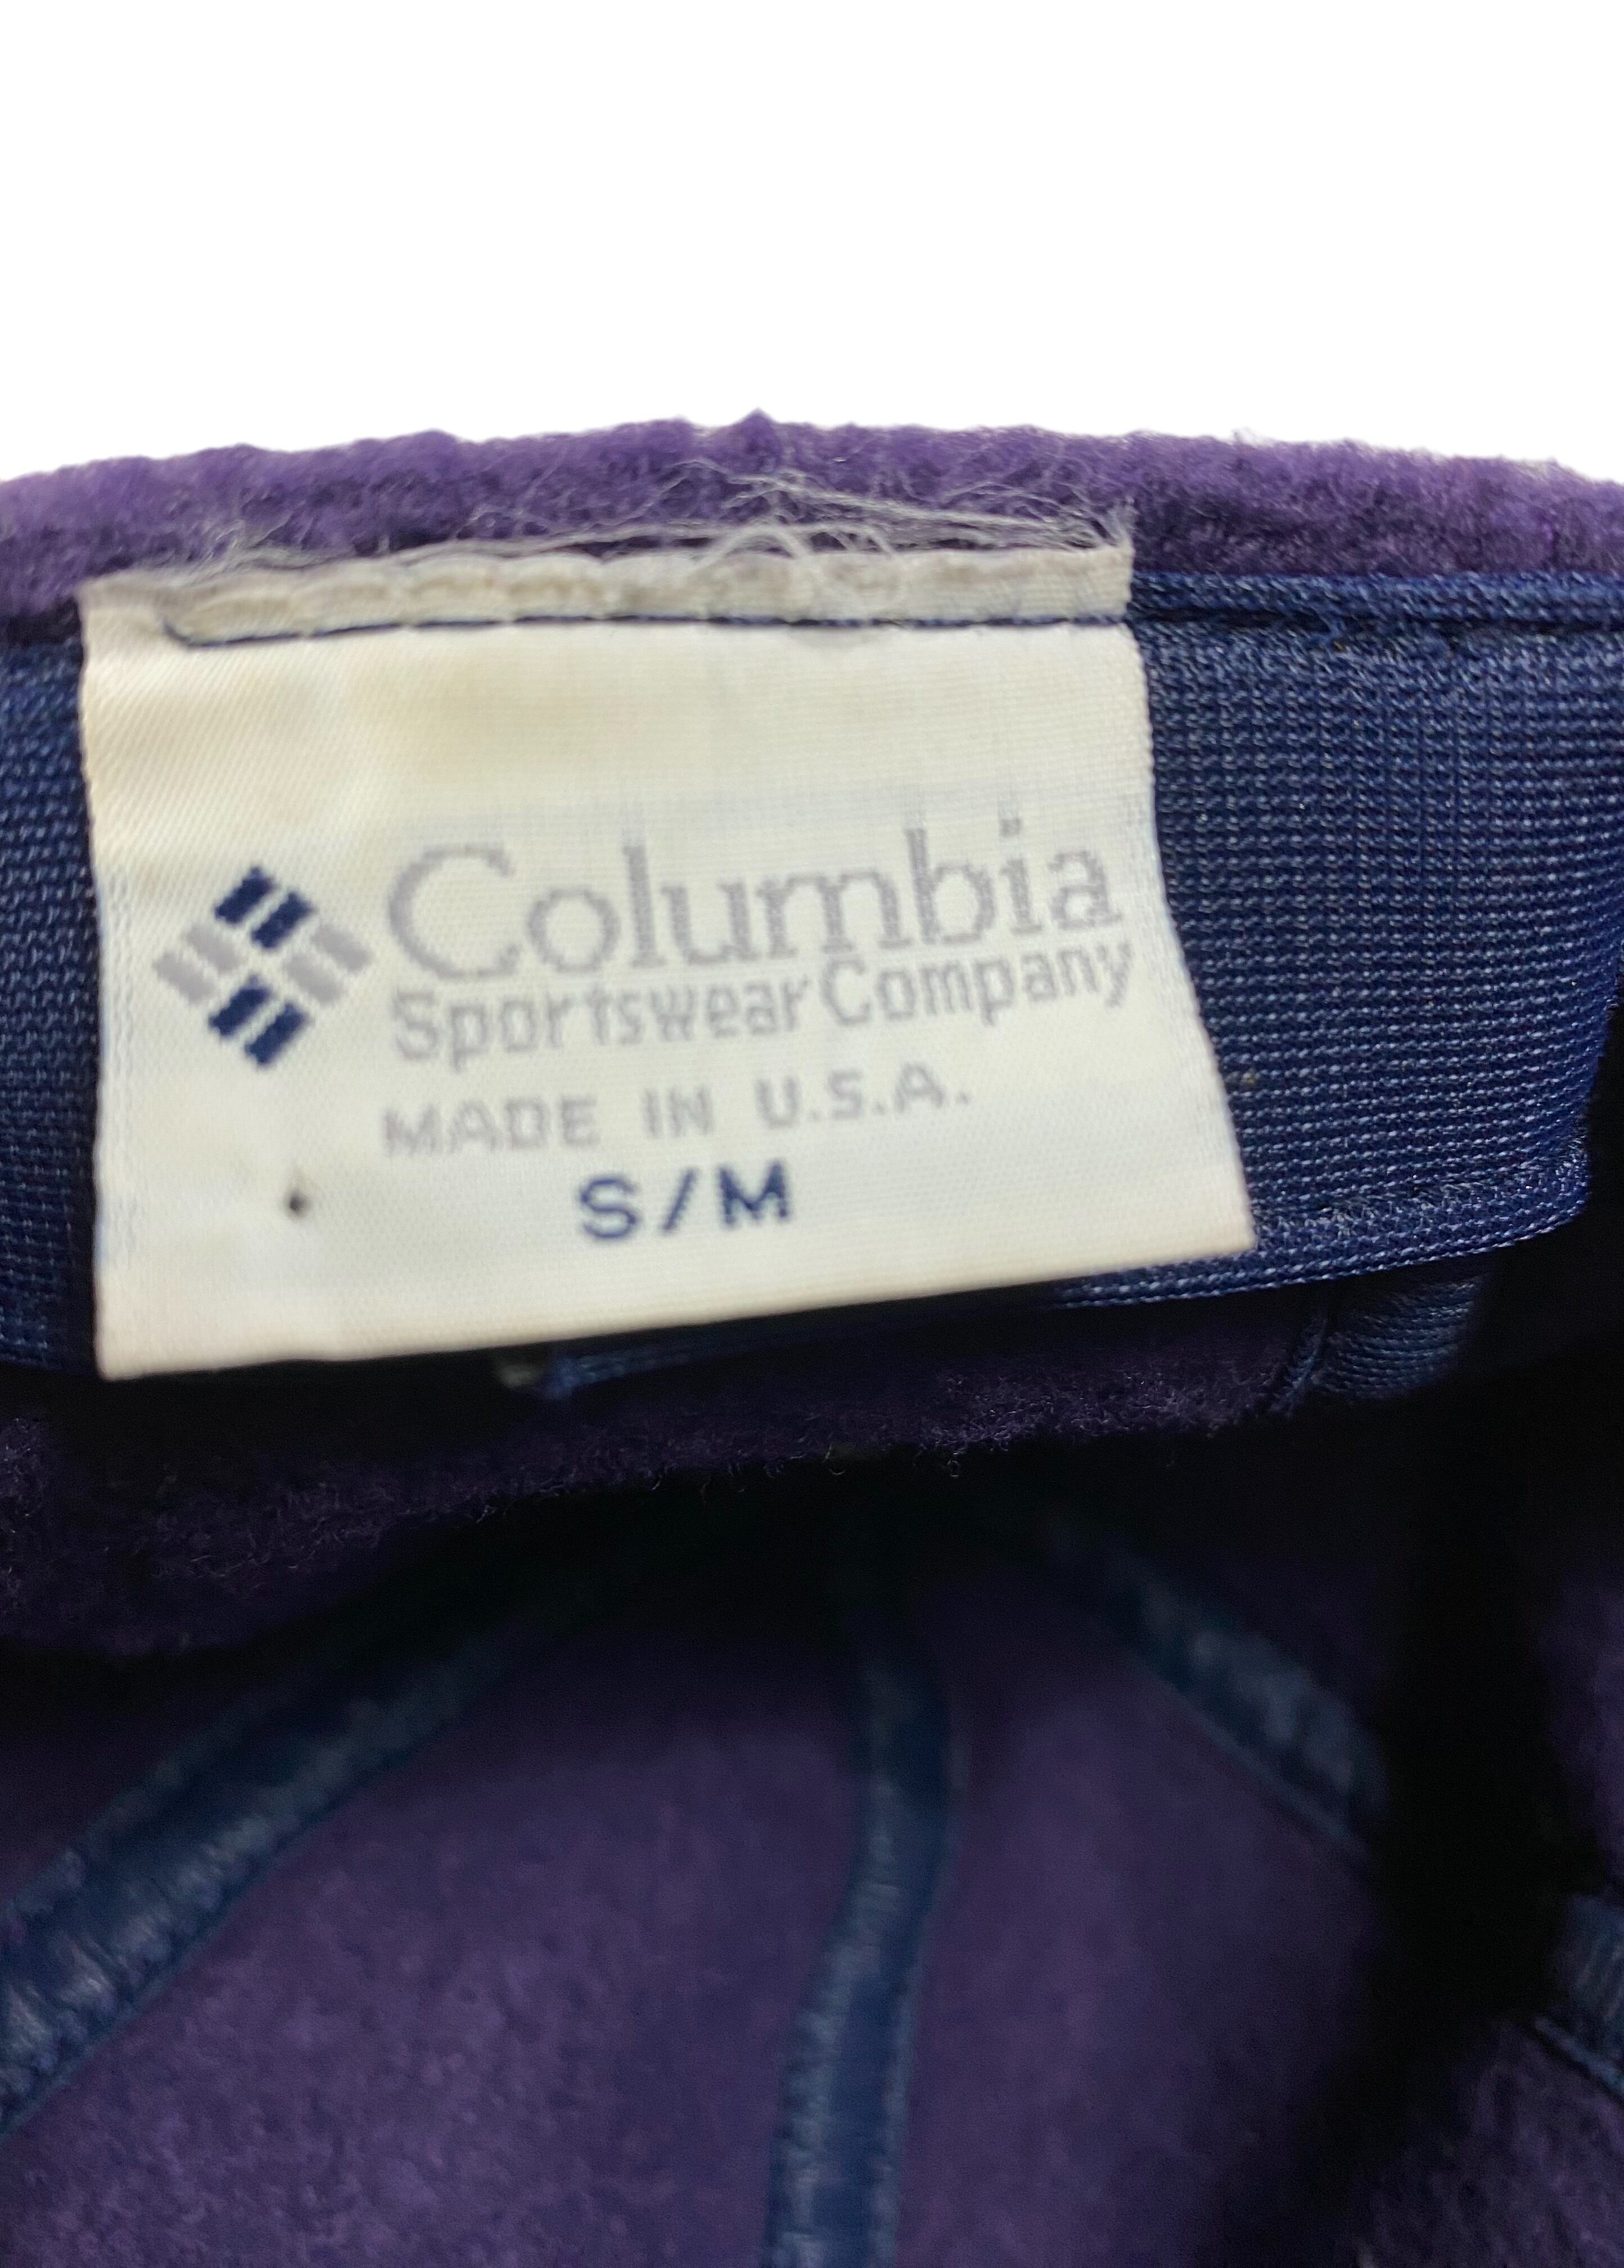 Columbia
Sportswear Company
MADE IN U.S.A.
S/M